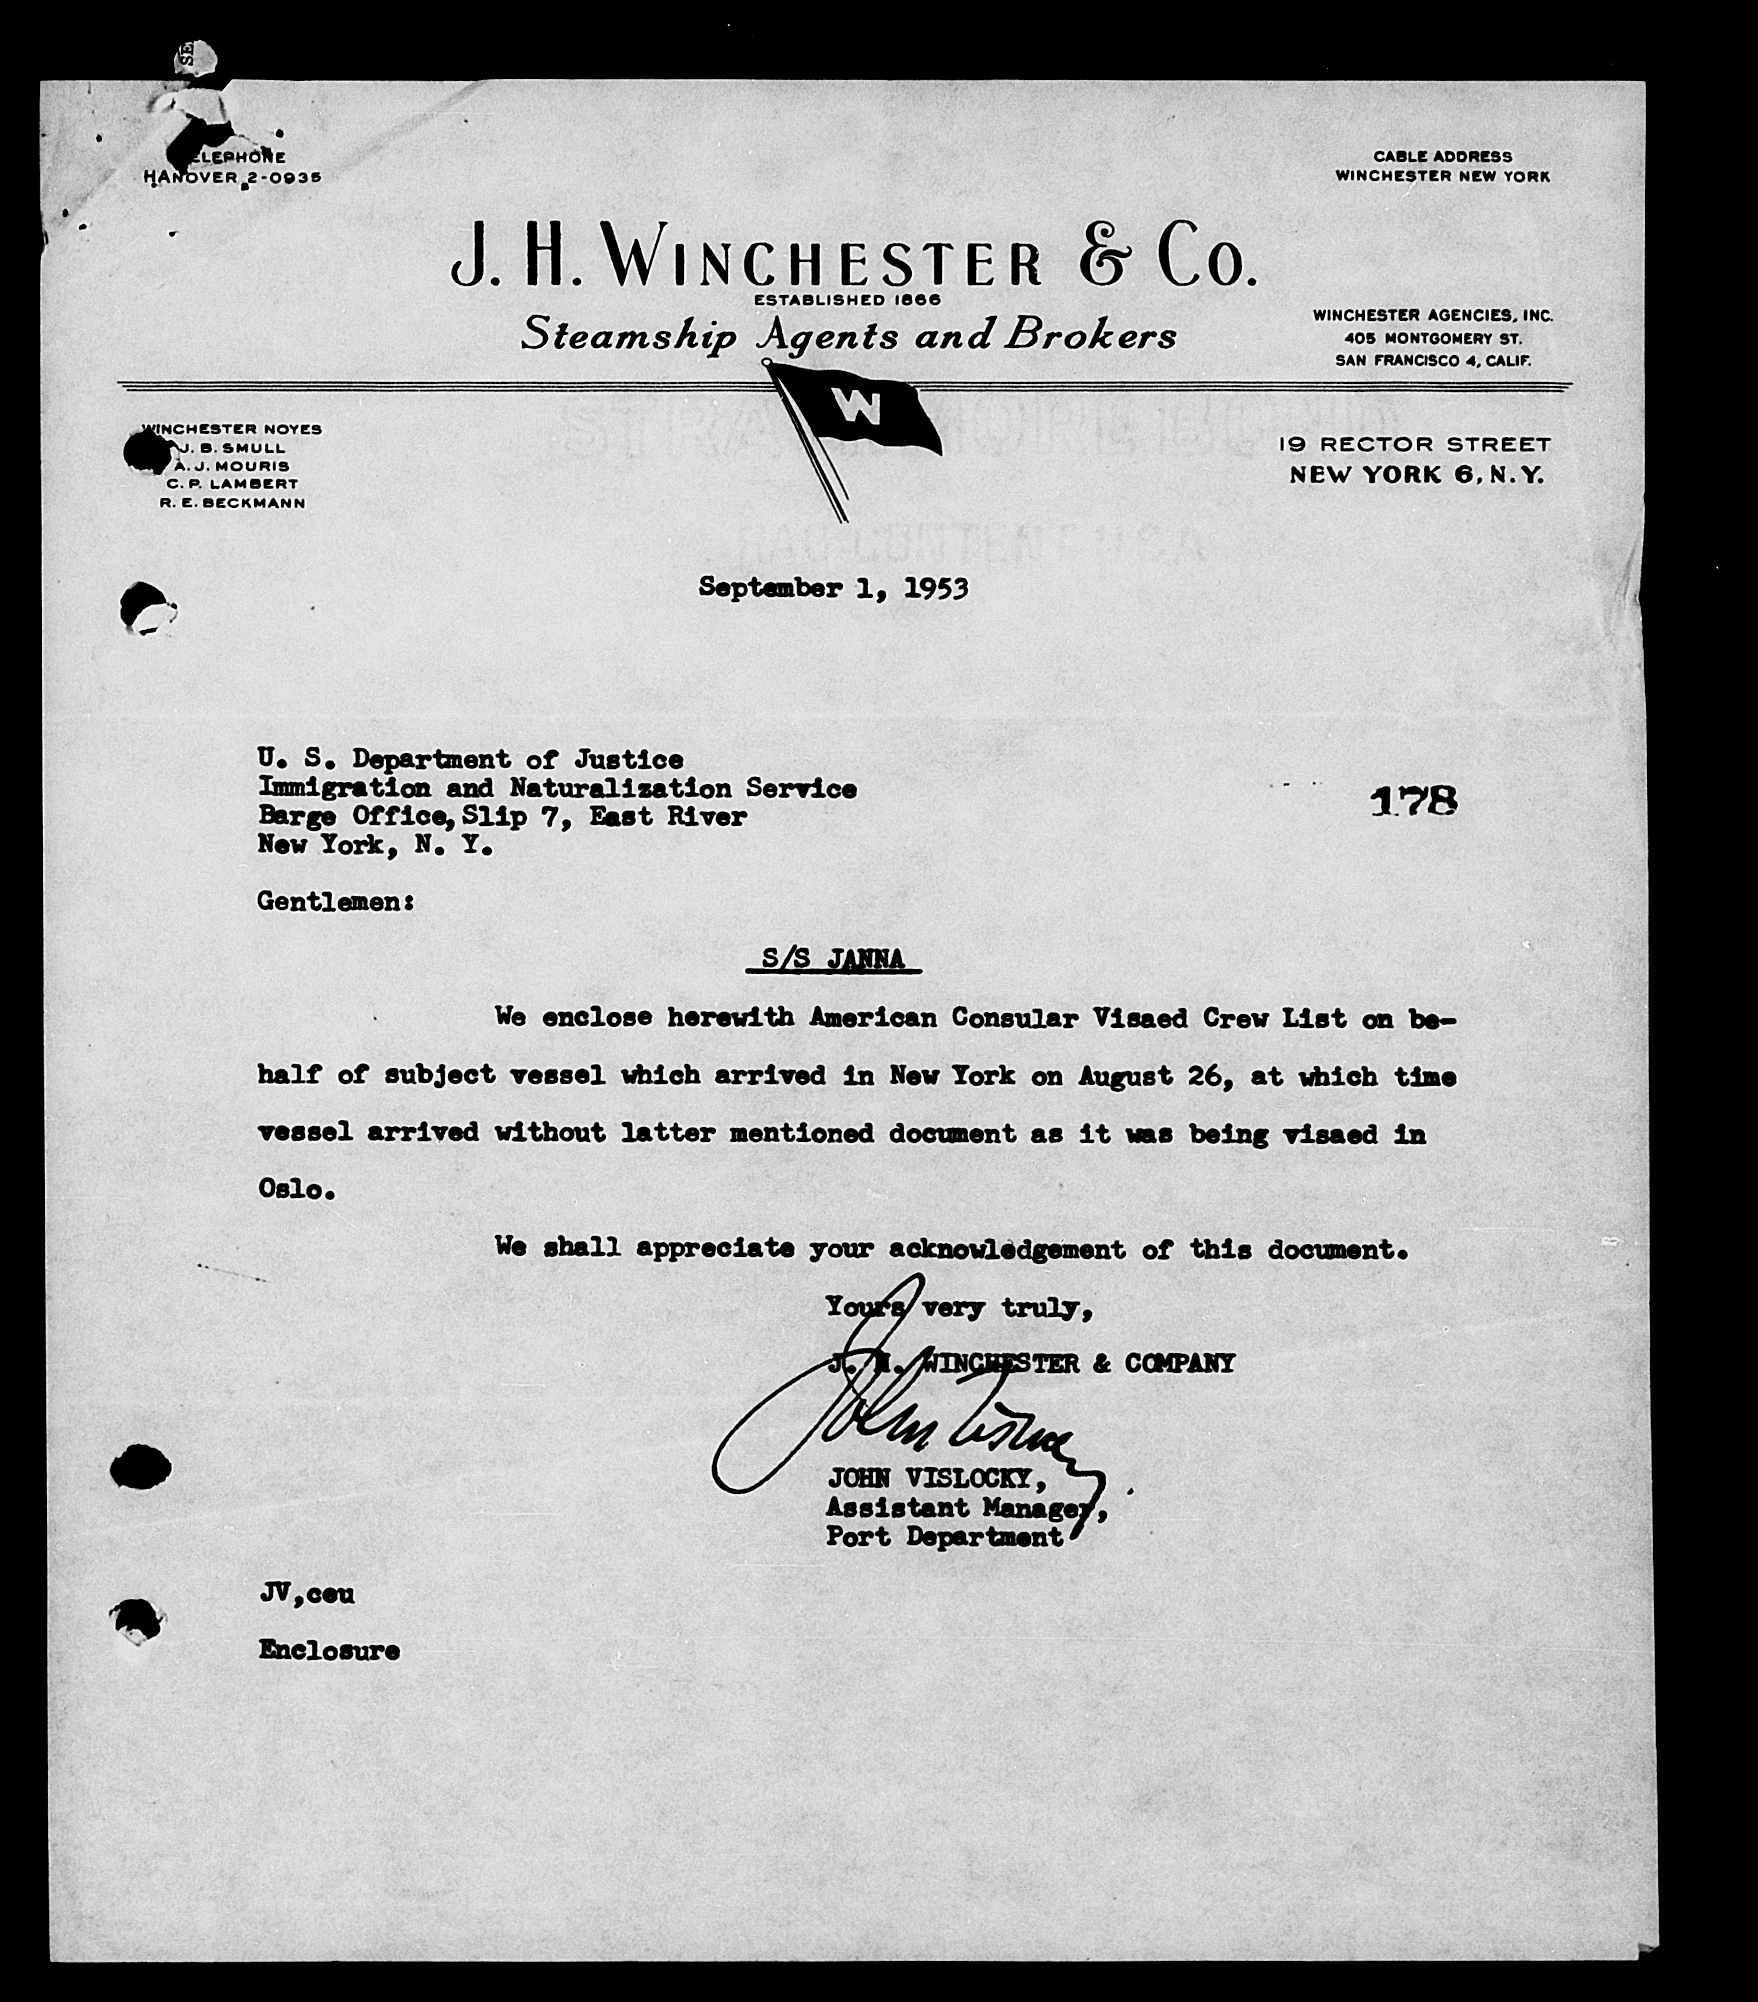 TELEPHONE
HANOVER 2-0935
CABLE ADDRESS
WINCHESTER NEW YORK
J. H. WINCHESTER & CO.
ESTABLISHED 1866
Steamship Agents and Brokers
WINCHESTER AGENCIES, INC.
405 MONTGOMERY ST.
SAN FRANCISCO 4, CALIF.
W
WINCHESTER NOYES
J. B. SMULL
A. J. MOURIS
C. P. LAMBERT
R. E. BECKMANN
19 RECTOR STREET
NEW YORK 6, N. Y.
September 1, 1953
U. S. Department of Justice
Immigration and Naturalization Service
Barge Office, Slip 7, East River
New York, N. Y.
178
Gentlemen:
S/S JANNA
We enclose herewith American Consular Visaed Crew List on be-
half of subject vessel which arrived in New York on August 26, at which time
vessel arrived without latter mentioned document as it was being visaed in
Oslo.
We shall appreciate your acknowledgement of this document.
Yours very truly,
J. H. WINCHESTER & COMPANY
John Vislocky
JOHN VISLOCKY,
Assistant Manager,
Port Department
JV,ceu
Enclosure